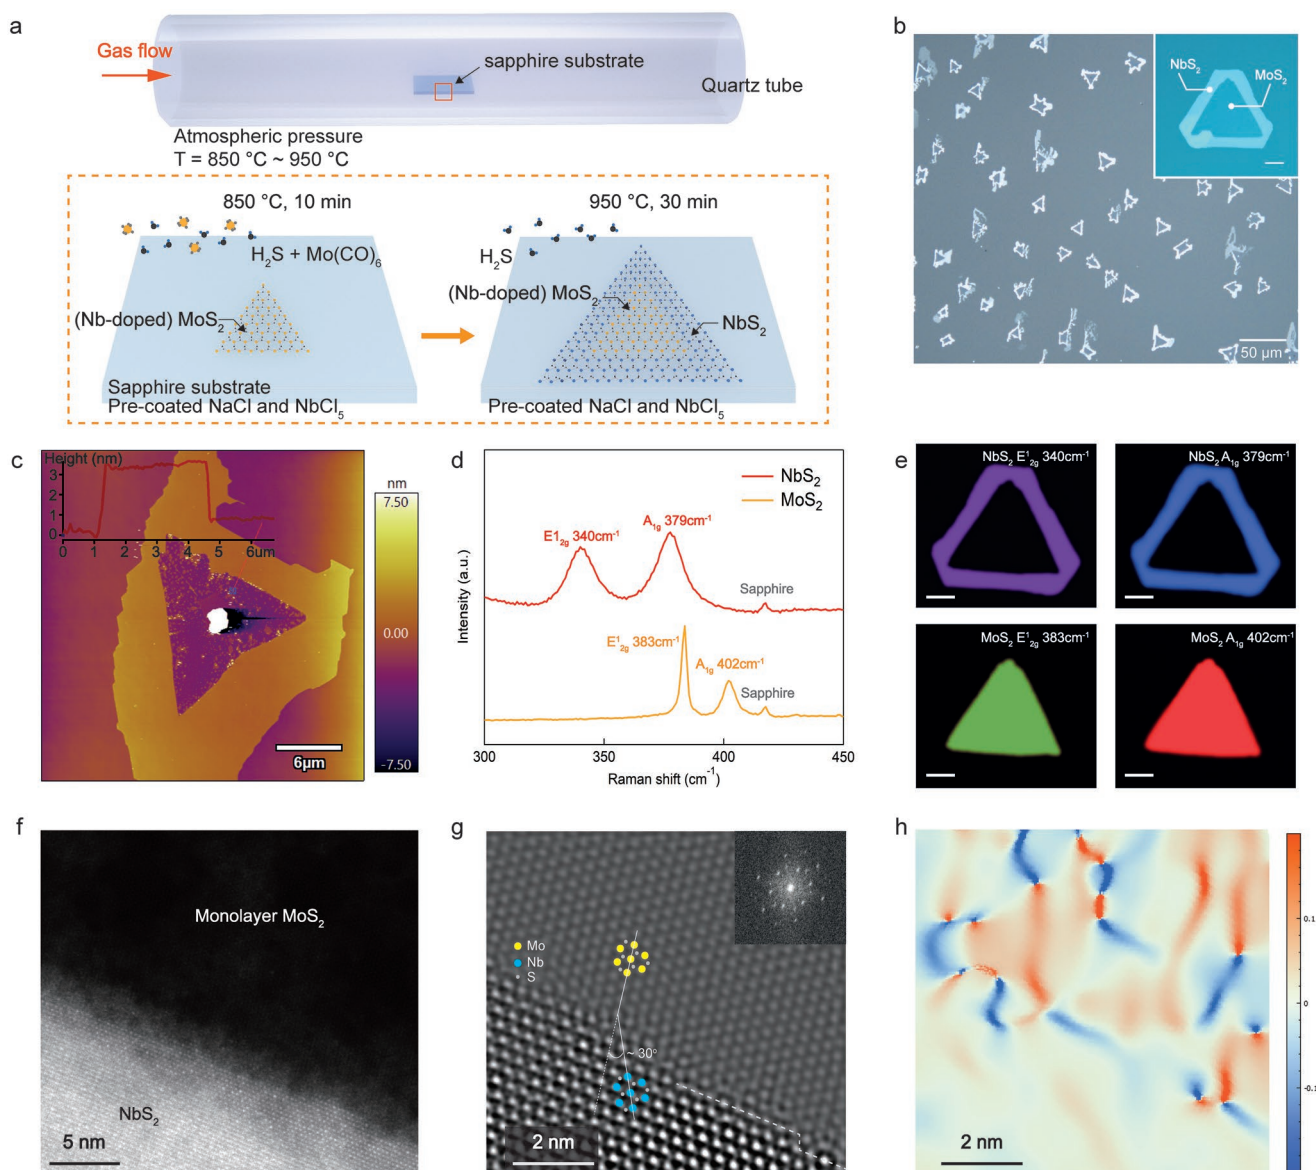 a
Gas flow
sapphire substrate
Quartz tube
Atmospheric pressure
T = 850 °C ~ 950 °C
850 °C, 10 min
H₂S + Mo(CO)₆
(Nb-doped) MoS₂
Sapphire substrate
Pre-coated NaCl and NbCl₅
950 °C, 30 min
H₂S
(Nb-doped) MoS₂
NbS₂
Pre-coated NaCl and NbCl₅
b
NbS₂
MoS₂
50 μm
c
Height (nm)
3
2
1
0
0 1 2 3 4 5 6um
6μm
nm
7.50
0.00
-7.50
d
NbS₂
MoS₂
E1₂g 340cm⁻¹
A₁g 379cm⁻¹
Sapphire
E¹₂g 383cm⁻¹
A₁g 402cm⁻¹
Sapphire
Intensity (a.u.)
300 350 400 450
Raman shift (cm⁻¹)
e
NbS₂ E¹₂g 340cm⁻¹
NbS₂ A₁g 379cm⁻¹
MoS₂ E¹₂g 383cm⁻¹
MoS₂ A₁g 402cm⁻¹
f
Monolayer MoS₂
NbS₂
5 nm
g
Mo
Nb
S
~ 30°
2 nm
h
2 nm
0.1
0
-0.1